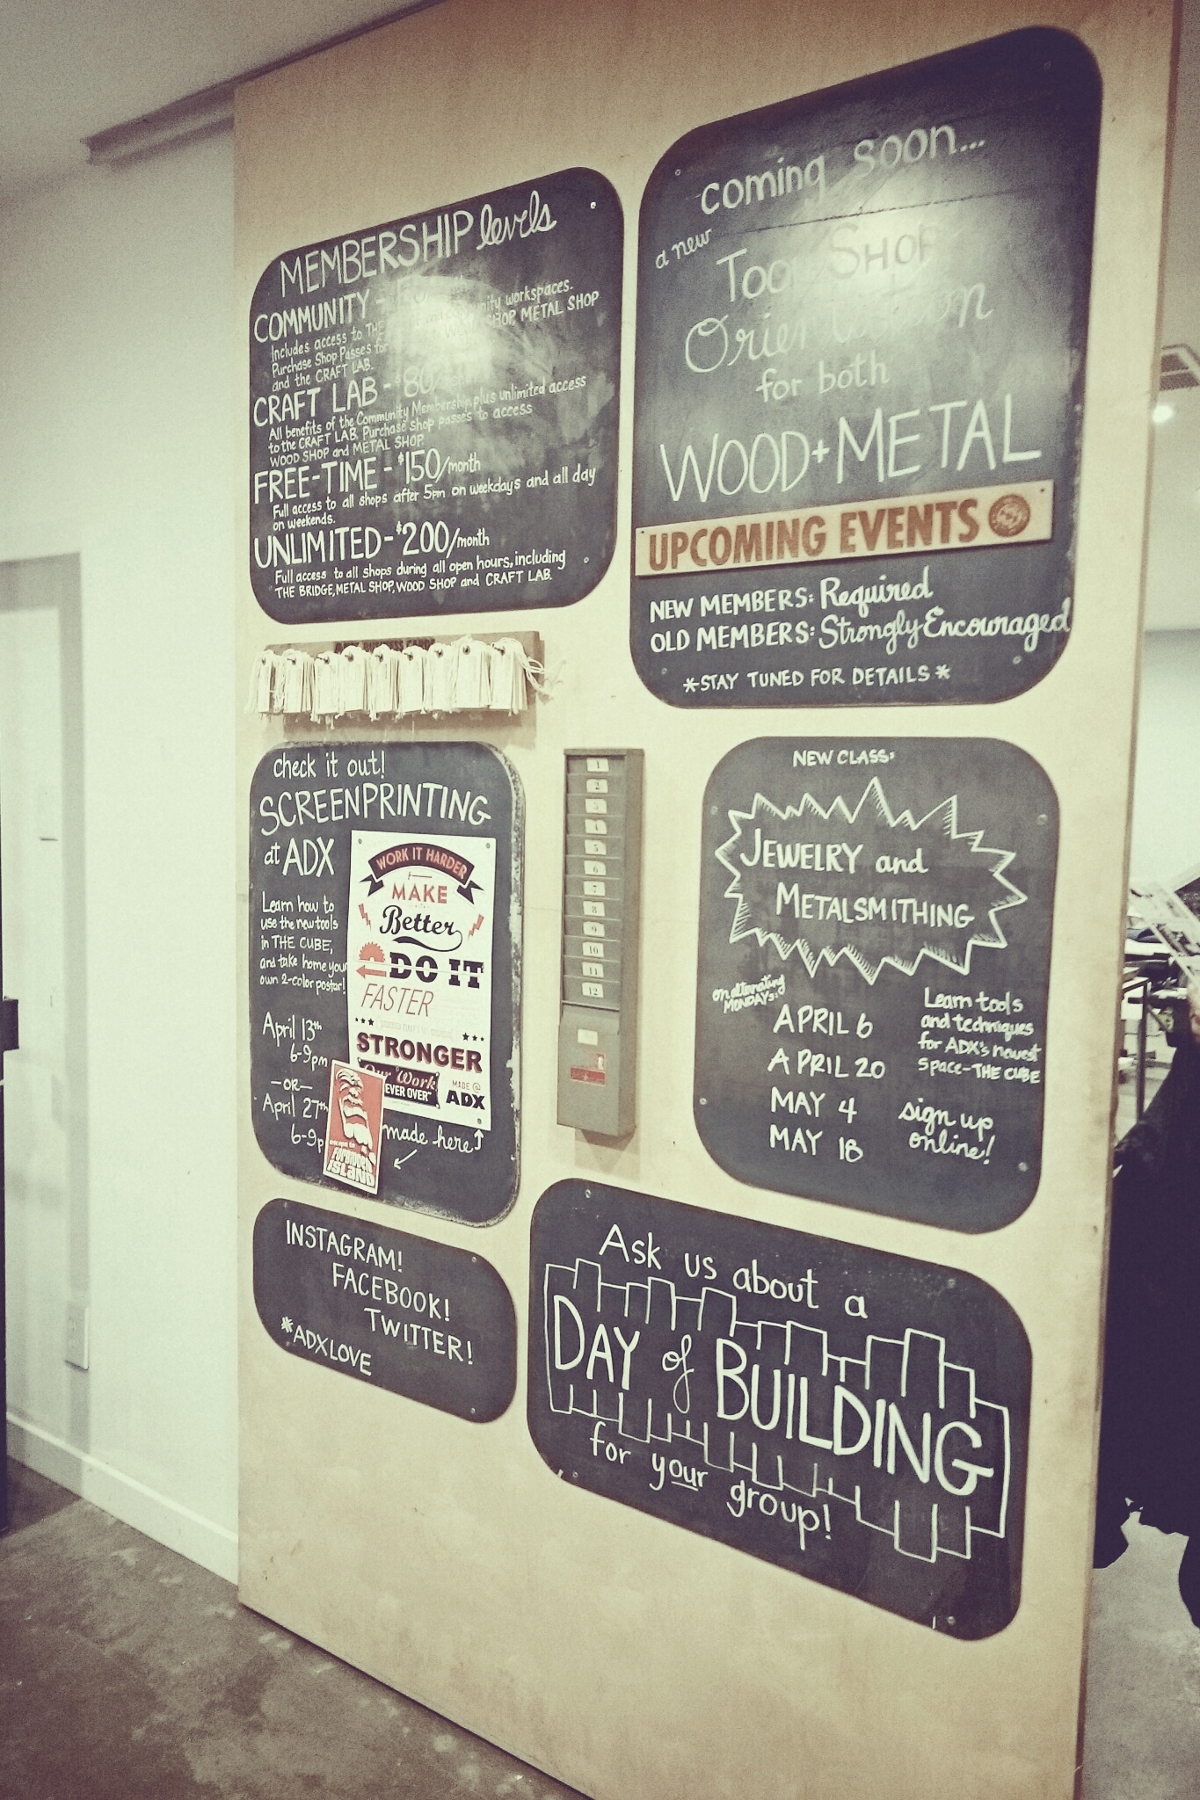 MEMBERSHIP levels
COMMUNITY -
Includes access to THE community workspaces.
Purchase Shop Passes for SHOP, METAL SHOP
and the CRAFT LAB.
CRAFT LAB - $80
All benefits of the Community Membership, plus unlimited access
to the CRAFT LAB. Purchase Shop passes to access
WOOD SHOP and METAL SHOP.
FREE-TIME - $150/month
Full access to all shops after 5pm on weekdays and all day
on weekends.
UNLIMITED - $200/month
Full access to all shops during all open hours, including
THE BRIDGE, METAL SHOP, WOOD SHOP and CRAFT LAB.
coming soon...
a new
Tool SHOP
Orientation
for both
WOOD + METAL
UPCOMING EVENTS
NEW MEMBERS: Required
OLD MEMBERS: Strongly Encouraged
*STAY TUNED FOR DETAILS*
BUSINESS CARDS
check it out!
SCREENPRINTING
at ADX
Learn how to
use the new tools
in THE CUBE,
and take home your
own 2-color poster!
April 13th
6-9pm
-OR-
April 27th
6-9p
WORK IT HARDER
MAKE
Better
DO IT
FASTER
STRONGER
Our Work
EVER OVER"
MADE @
ADX
made here↑
ISLAND
1
2
3
4
5
6
7
8
9
10
11
12
NEW CLASS:
JEWELRY and
METALSMITHING
On alternating
MONDAYS:
APRIL 6
APRIL 20
MAY 4
MAY 18
Learn tools
and techniques
for ADX's newest
space-THE CUBE
sign up
online!
INSTAGRAM!
FACEBOOK!
TWITTER!
*ADXLOVE
Ask us about a
DAY of BUILDING
for your group!